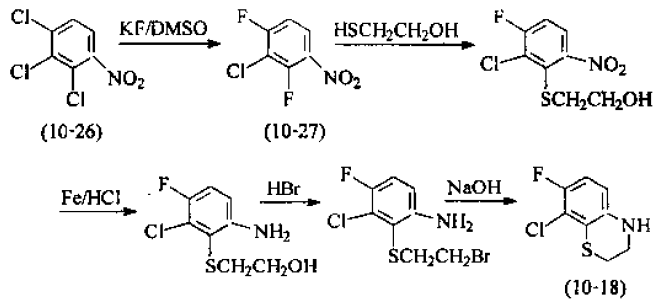 Cl Cl Cl NO₂ KF/DMSO F Cl F NO₂ HSCH₂CH₂OH F Cl NO₂ SCH₂CH₂OH
(10-26) (10-27)
Fe/HCl F Cl NH₂ SCH₂CH₂OH HBr F Cl NH₂ SCH₂CH₂Br NaOH F Cl NH S
(10-18)